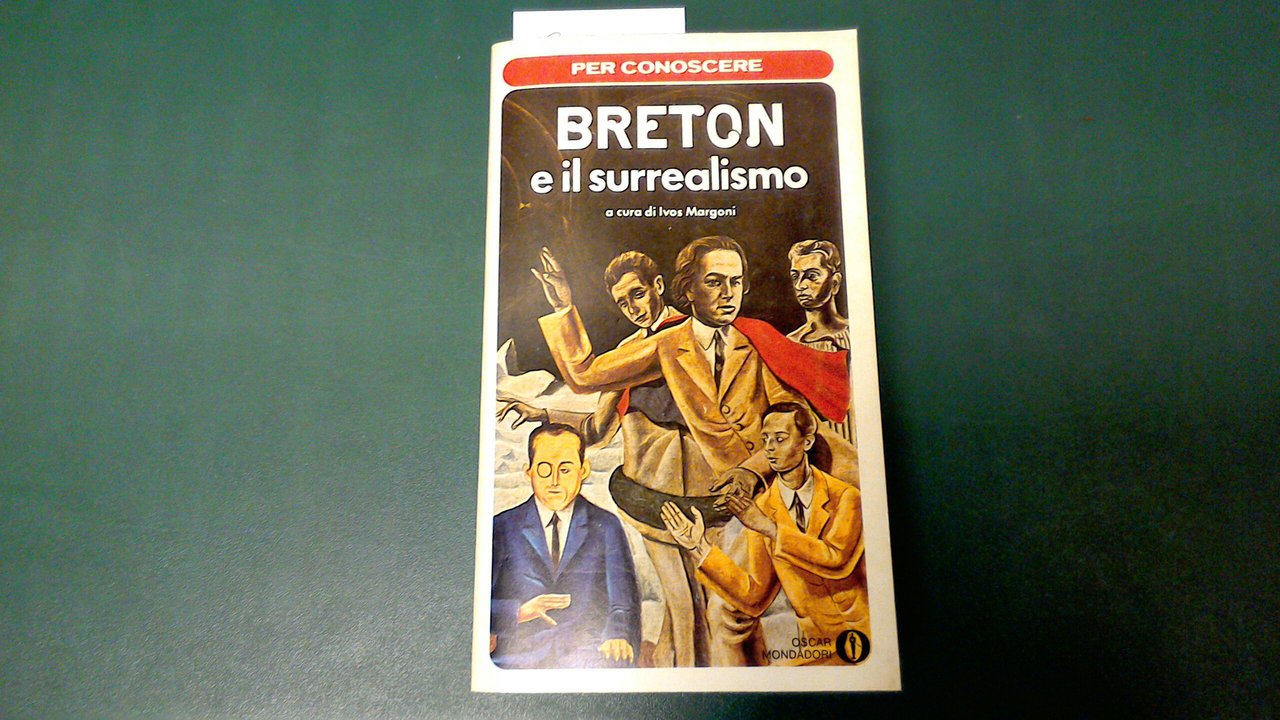 PER CONOSCERE
BRETON
e il surrealismo
a cura di Ivos Margoni
OSCAR
MONDADORI